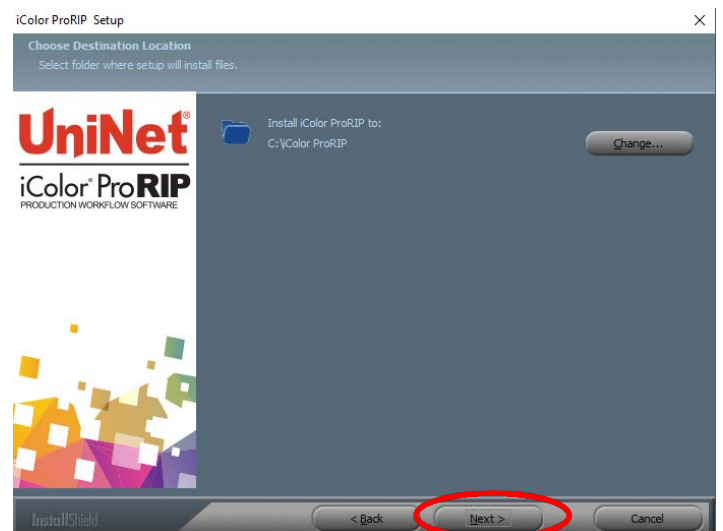 iColor ProRIP Setup
Choose Destination Location
Select folder where setup will install files.
UniNet®
iColor® ProRIP
PRODUCTION WORKFLOW SOFTWARE
Install iColor ProRIP to:
C:\iColor ProRIP
Change...
InstallShield
< Back
Next >
Cancel